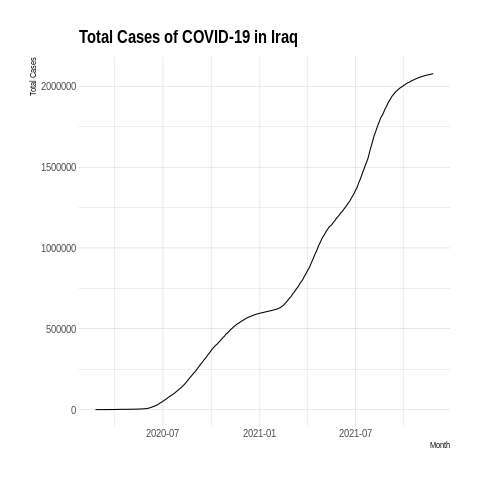 Total Cases of COVID-19 in Iraq
Total Cases
2000000
1500000
1000000
500000
0
2020-07 2021-01 2021-07
Month